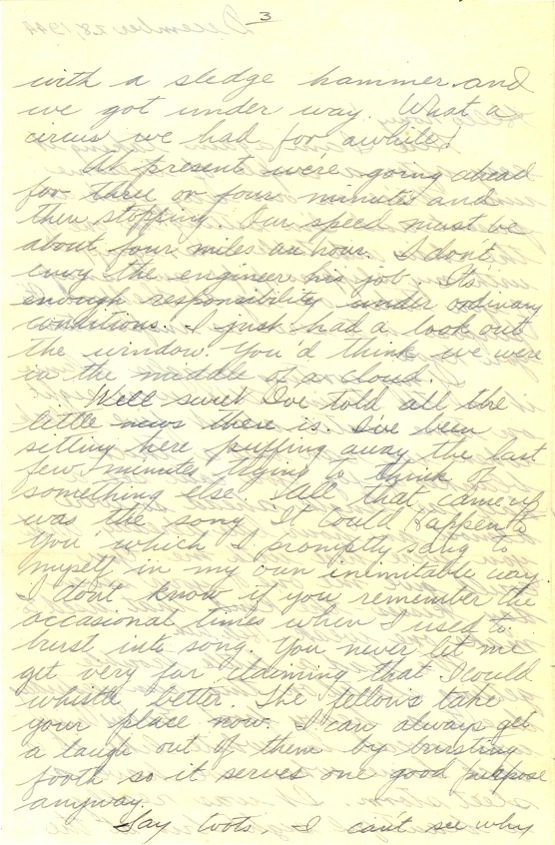 3
with a sledge hammer and
we got under way. What a
circus we had for awhile!
At present we're going ahead
for three or four minutes and
then stopping. Our speed must be
about four miles an hour. I don't
envy the engineer his job. It's
enough responsibility under ordinary
conditions. I just had a look out
the window. You'd think we were
in the middle of a cloud.
Well sweet I've told all the
little news there is. I've been
sitting here puffing away the last
few minutes trying to think of
something else. All that came up
was the song "It Could Happen to
You" which I promptly sang to
myself in my own inimitable way.
I don't know if you remember the
occasional times when I used to
burst into song. You never let me
get very far claiming that I could
whistle better. The fellows take
your place now. I can always get
a laugh out of them by bursting
forth so it serves one good purpose
anyway.
Say toots, I can't see why